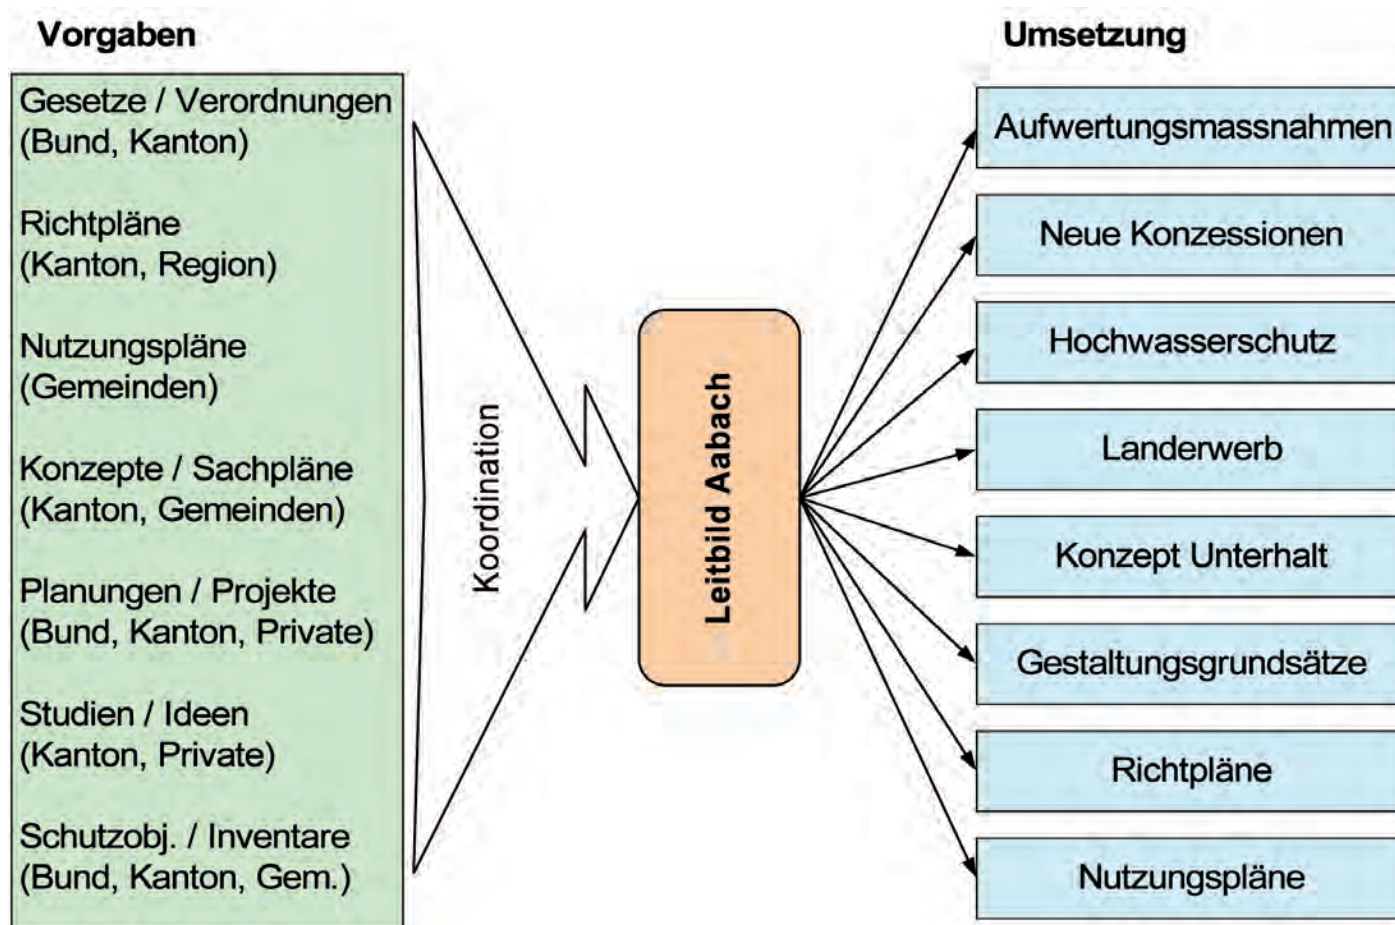 Vorgaben
Gesetze / Verordnungen
(Bund, Kanton)
Richtpläne
(Kanton, Region)
Nutzungspläne
(Gemeinden)
Konzepte / Sachpläne
(Kanton, Gemeinden)
Planungen / Projekte
(Bund, Kanton, Private)
Studien / Ideen
(Kanton, Private)
Schutzobj. / Inventare
(Bund, Kanton, Gem.)
Koordination
Leitbild Aabach
Umsetzung
Aufwertungsmassnahmen
Neue Konzessionen
Hochwasserschutz
Landerwerb
Konzept Unterhalt
Gestaltungsgrundsätze
Richtpläne
Nutzungspläne